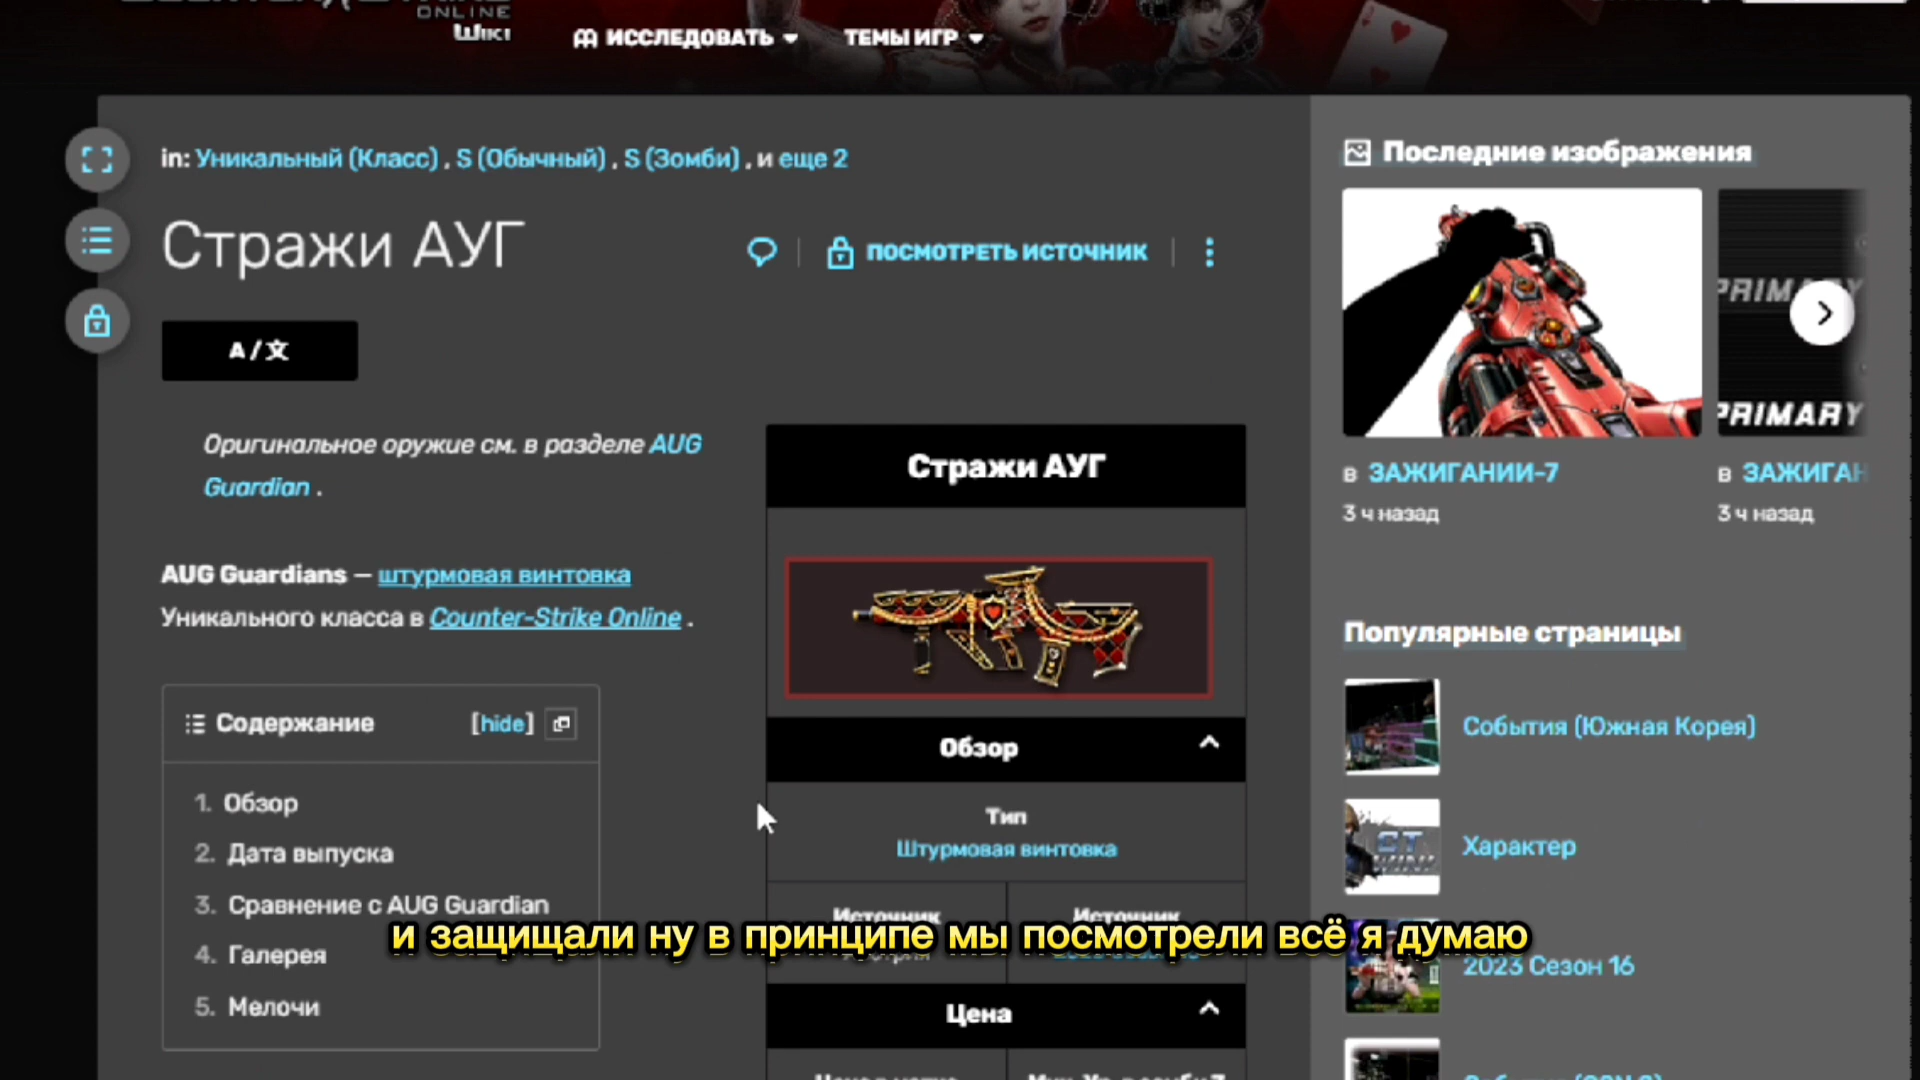 ONLINE
Wiki
ИССЛЕДОВАТЬ
ТЕМЫ ИГР
in: Уникальный (Класс) , S (Обычный) , S (Зомби) , и еще 2
Стражи АУГ
ПОСМОТРЕТЬ ИСТОЧНИК
A / 文
Оригинальное оружие см. в разделе AUG
Guardian .
AUG Guardians — штурмовая винтовка
Уникального класса в Counter-Strike Online .
Содержание [hide]
1. Обзор
2. Дата выпуска
3. Сравнение с AUG Guardian
4. Галерея
5. Мелочи
Стражи АУГ
Обзор
Тип
Штурмовая винтовка
Источник
Источник
Цена
и защищали ну в принципе мы посмотрели всё я думаю
Последние изображения
PRIMARY
PRIMARY
в ЗАЖИГАНИИ-7
3 ч назад
в ЗАЖИГАН
3 ч назад
Популярные страницы
События (Южная Корея)
Характер
2023 Сезон 16